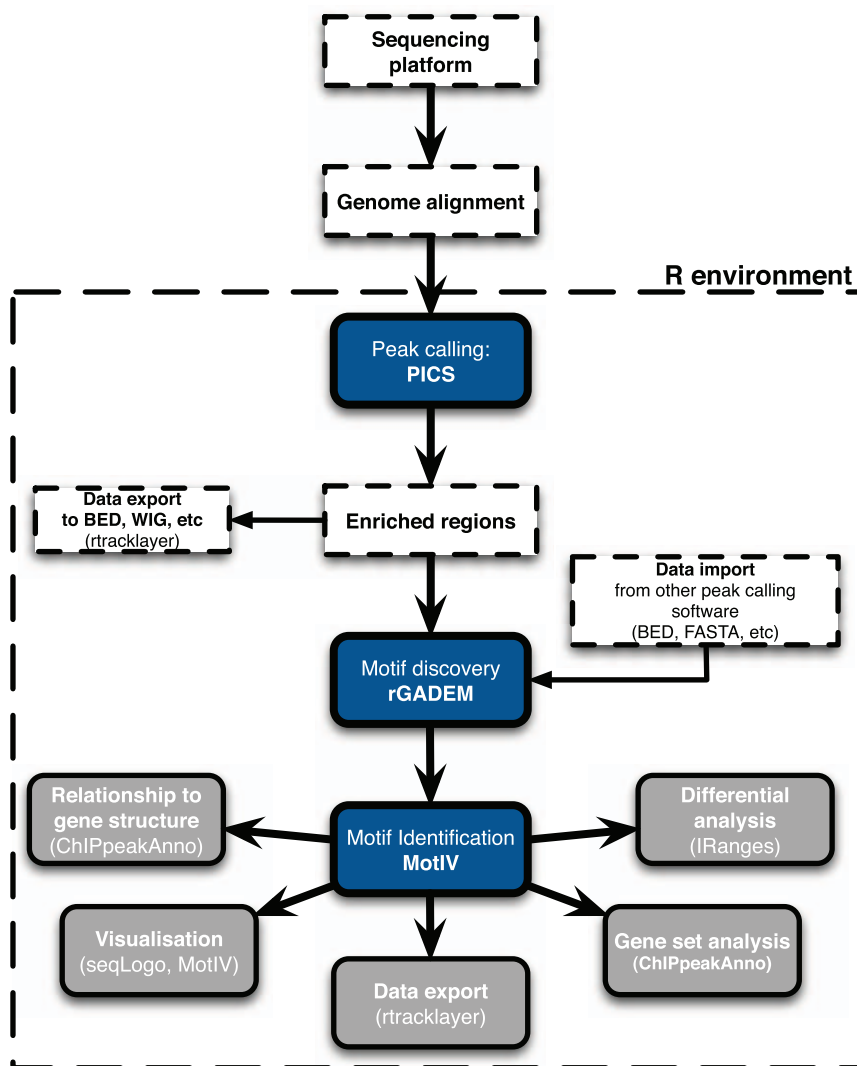 Sequencing
platform
Genome alignment
R environment
Peak calling:
PICS
Data export
to BED, WIG, etc
(rtracklayer)
Enriched regions
Data import
from other peak calling
software
(BED, FASTA, etc)
Motif discovery
rGADEM
Relationship to
gene structure
(ChIPpeakAnno)
Motif Identification
MotIV
Differential
analysis
(IRanges)
Visualisation
(seqLogo, MotIV)
Data export
(rtracklayer)
Gene set analysis
(ChIPpeakAnno)